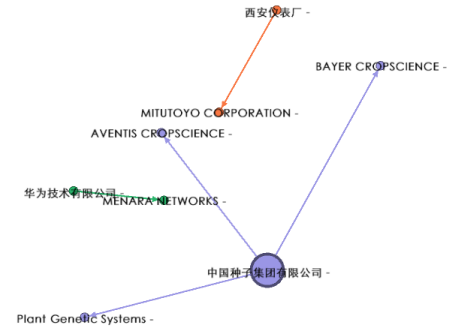 西安仪表厂 -
BAYER CROPSCIENCE -
MITUTOYO CORPORATION -
AVENTIS CROPSCIENCE -
华为技术有限公司 -
MENARA NETWORKS -
中国种子集团有限公司 -
Plant Genetic Systems -